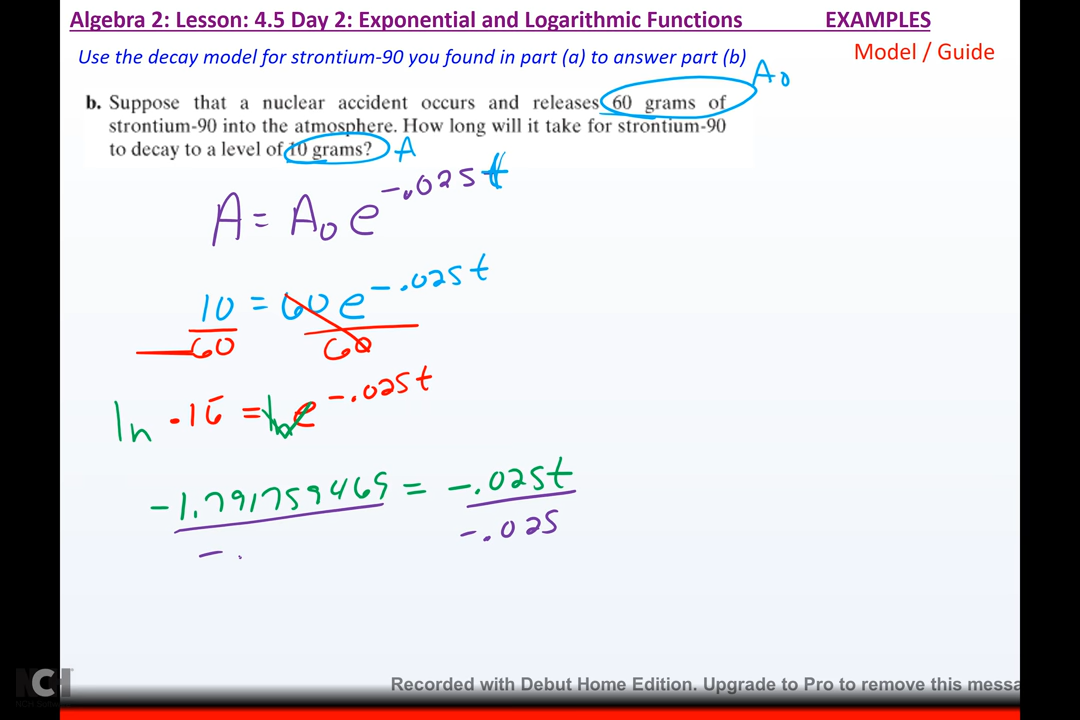 Algebra 2: Lesson: 4.5 Day 2: Exponential and Logarithmic Functions EXAMPLES
Use the decay model for strontium-90 you found in part (a) to answer part (b) Model / Guide
A₀
b. Suppose that a nuclear accident occurs and releases 60 grams of
strontium-90 into the atmosphere. How long will it take for strontium-90
to decay to a level of 10 grams? A
A = A₀ e^-.025t
10 = 60 e^-.025t
60 60
ln .16̅ = ln e^-.025t
-1.791759469 = -.025t
-. -.025
NCH
Recorded with Debut Home Edition. Upgrade to Pro to remove this messa